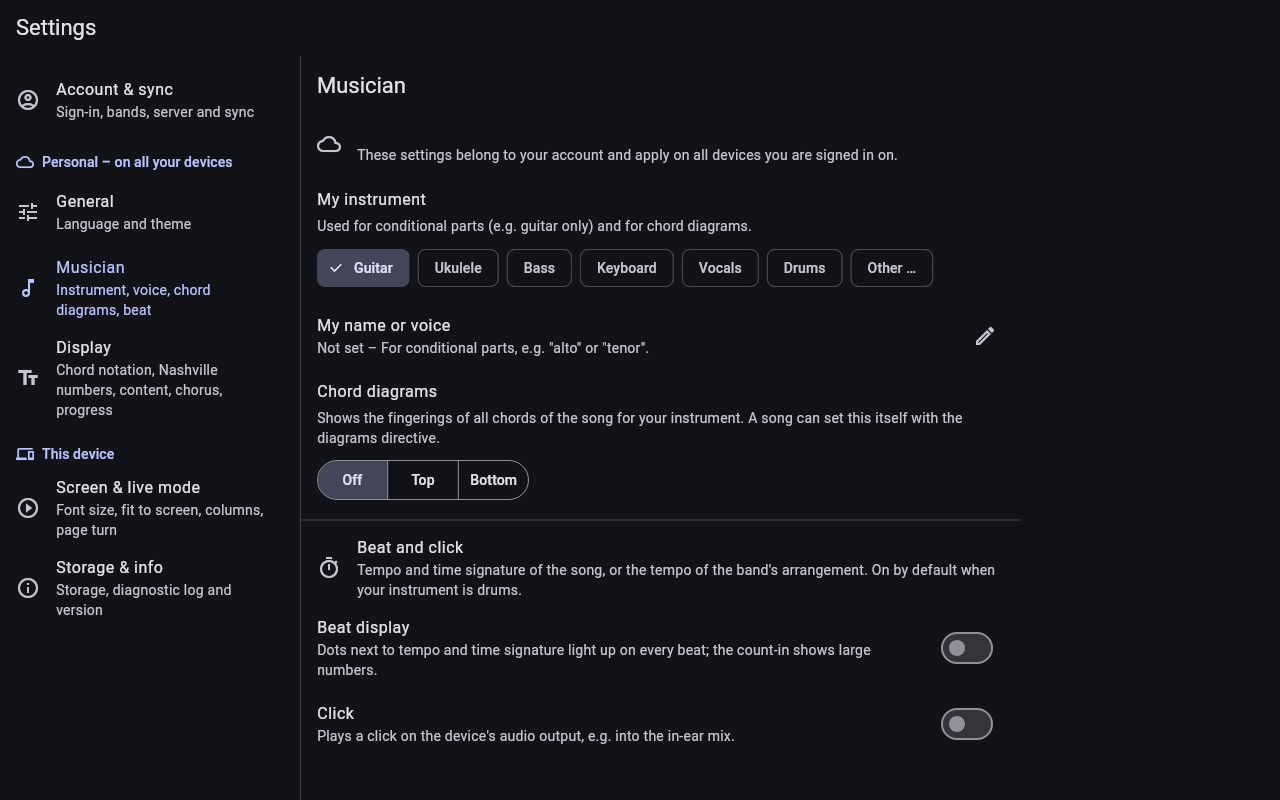 Settings
Account & sync
Sign-in, bands, server and sync
Personal – on all your devices
General
Language and theme
Musician
Instrument, voice, chord
diagrams, beat
Display
Chord notation, Nashville
numbers, content, chorus,
progress
This device
Screen & live mode
Font size, fit to screen, columns,
page turn
Storage & info
Storage, diagnostic log and
version
Musician
These settings belong to your account and apply on all devices you are signed in on.
My instrument
Used for conditional parts (e.g. guitar only) and for chord diagrams.
Guitar Ukulele Bass Keyboard Vocals Drums Other ...
My name or voice
Not set – For conditional parts, e.g. "alto" or "tenor".
Chord diagrams
Shows the fingerings of all chords of the song for your instrument. A song can set this itself with the
diagrams directive.
Off Top Bottom
Beat and click
Tempo and time signature of the song, or the tempo of the band's arrangement. On by default when
your instrument is drums.
Beat display
Dots next to tempo and time signature light up on every beat; the count-in shows large
numbers.
Click
Plays a click on the device's audio output, e.g. into the in-ear mix.